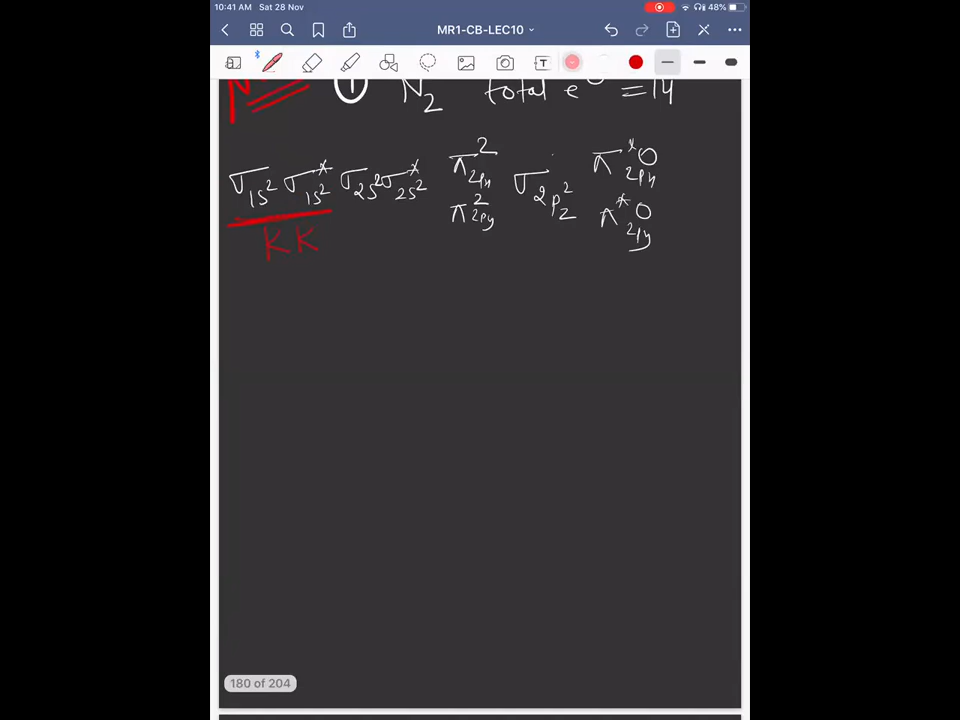 10:41 AM Sat 28 Nov
48%
MR1-CB-LEC10
T
① N₂ total e⁻ = 14
σ1s² σ*1s² σ2s² σ*2s² π2px² σ2pz² π*2px⁰
π2py² π*2py⁰
KK
180 of 204